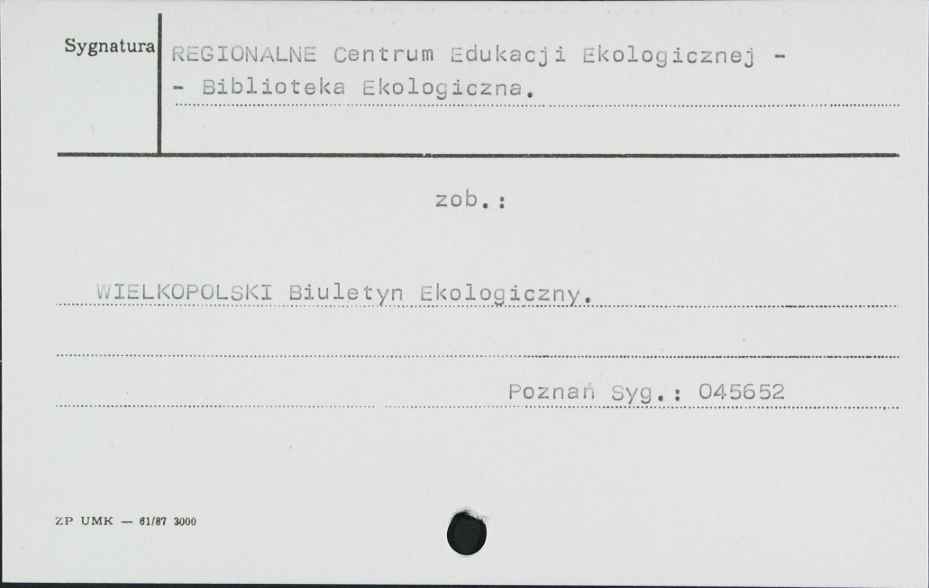 Sygnatura
REGIONALNE Centrum Edukacji Ekologicznej -
- Biblioteka Ekologiczna.
zob.:
WIELKOPOLSKI Biuletyn Ekologiczny.
Poznań Syg.: 045652
ZP UMK — 61/87 3000